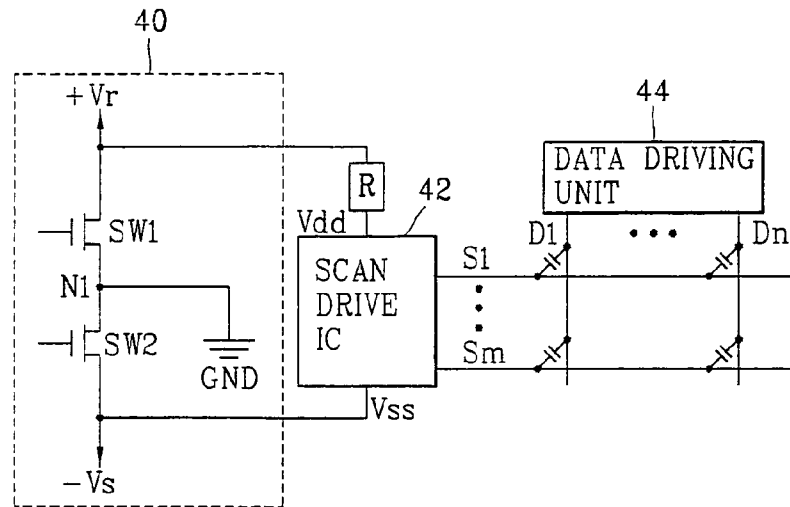 40
+Vr
44
DATA DRIVING
UNIT
R
42
Vdd
D1
• • •
Dn
SW1
SCAN
DRIVE
IC
S1
N1
SW2
GND
Sm
Vss
-Vs